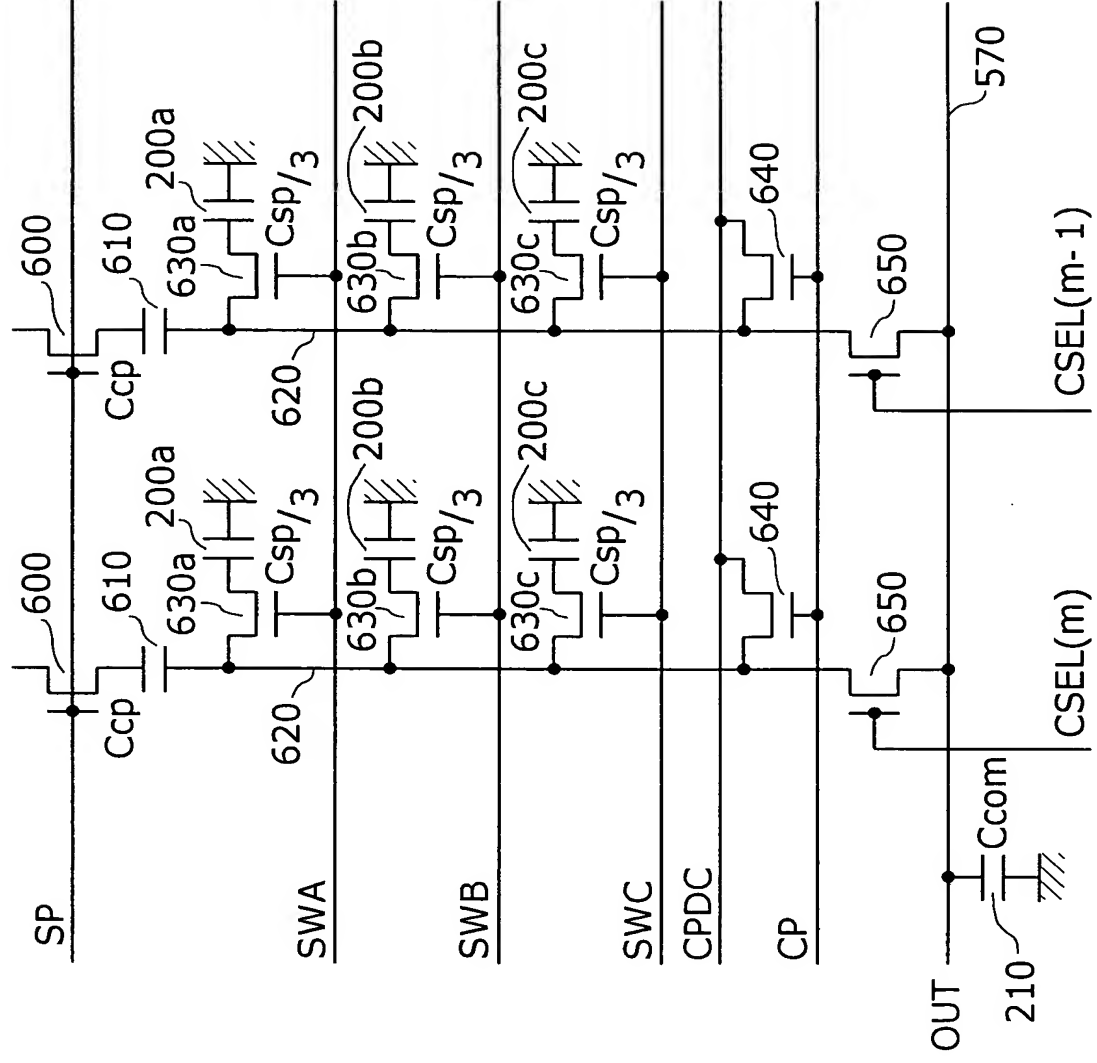 SP
600
600
Ccp
610
Ccp
610
200a
200a
630a
630a
Csp/3
Csp/3
200b
200b
620
620
SWA
630b
630b
Csp/3
Csp/3
200c
200c
SWB
630c
630c
Csp/3
Csp/3
SWC
CPDC
640
640
CP
650
650
OUT
570
210
Ccom
CSEL(m)
CSEL(m-1)